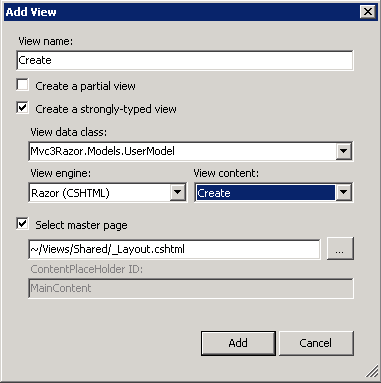 Add View
View name:
Create
Create a partial view
Create a strongly-typed view
View data class:
Mvc3Razor.Models.UserModel
View engine: View content:
Razor (CSHTML) Create
Select master page
~/Views/Shared/_Layout.cshtml ...
ContentPlaceHolder ID:
MainContent
Add Cancel